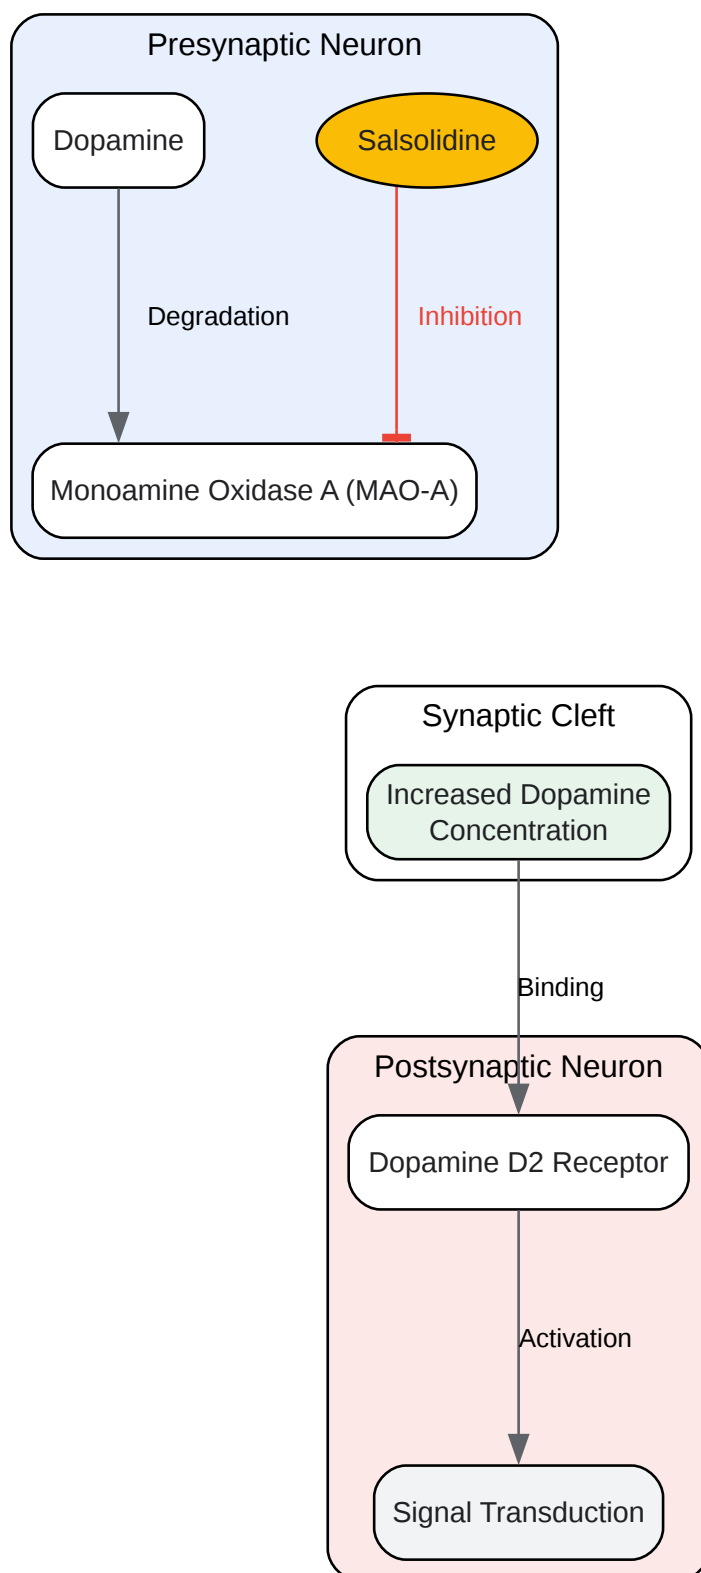 Presynaptic Neuron
Dopamine
Salsolidine
Degradation
Inhibition
Monoamine Oxidase A (MAO-A)
Synaptic Cleft
Increased Dopamine
Concentration
Binding
Postsynaptic Neuron
Dopamine D2 Receptor
Activation
Signal Transduction